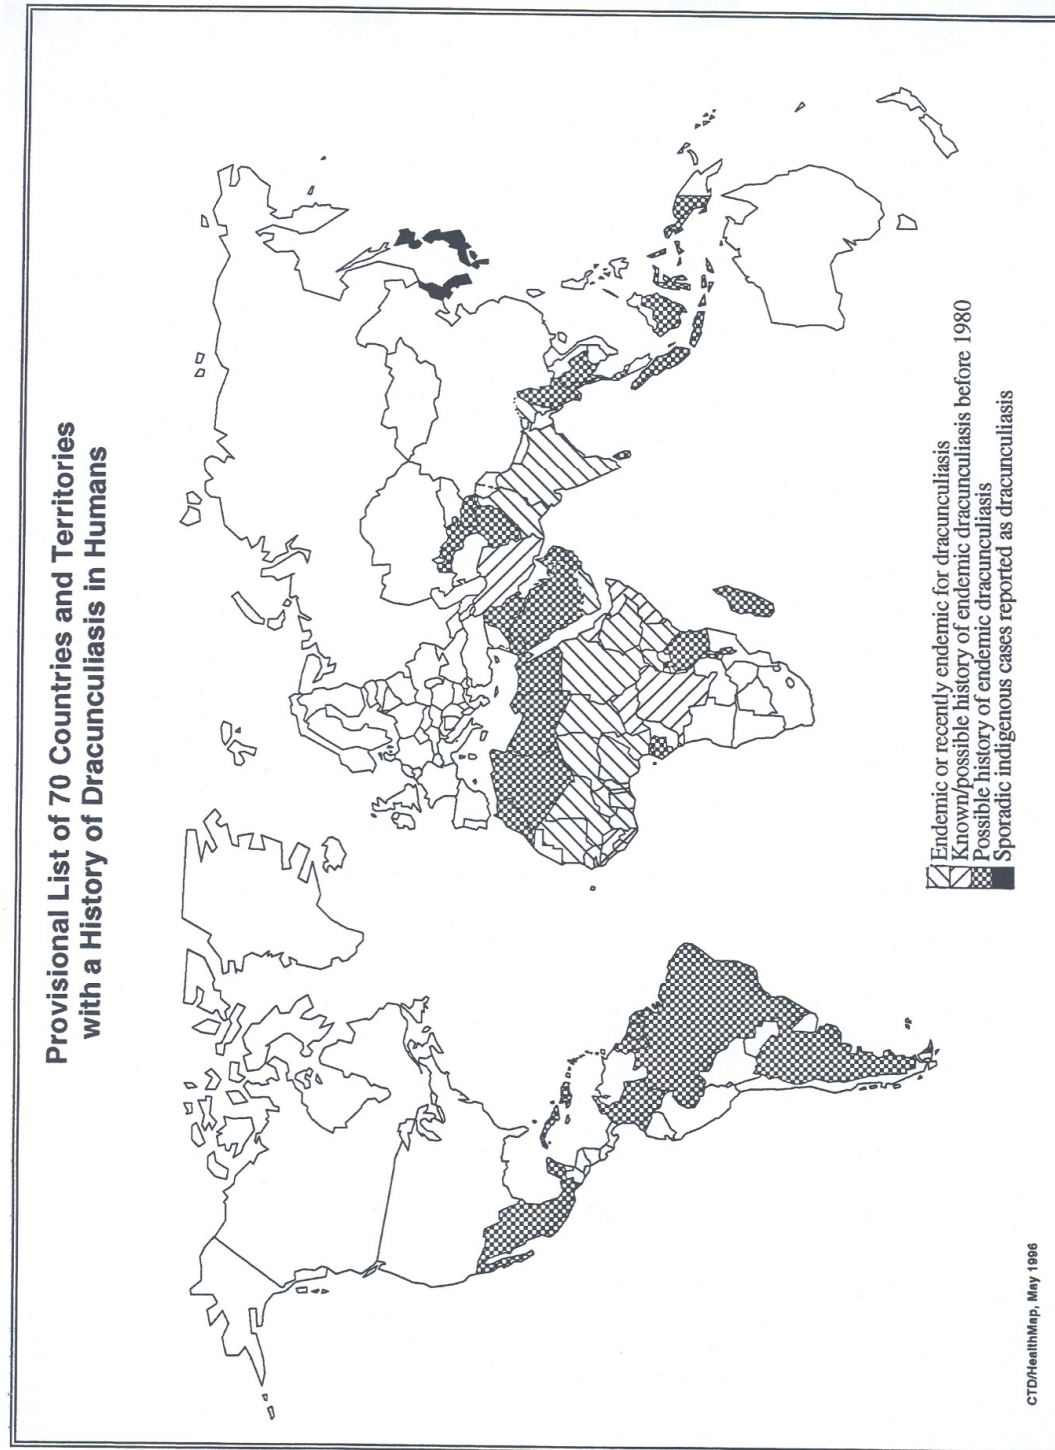 Provisional List of 70 Countries and Territories
with a History of Dracunculiasis in Humans
Endemic or recently endemic for dracunculiasis
Known/possible history of endemic dracunculiasis before 1980
Possible history of endemic dracunculiasis
Sporadic indigenous cases reported as dracunculiasis
CTD/HealthMap, May 1996